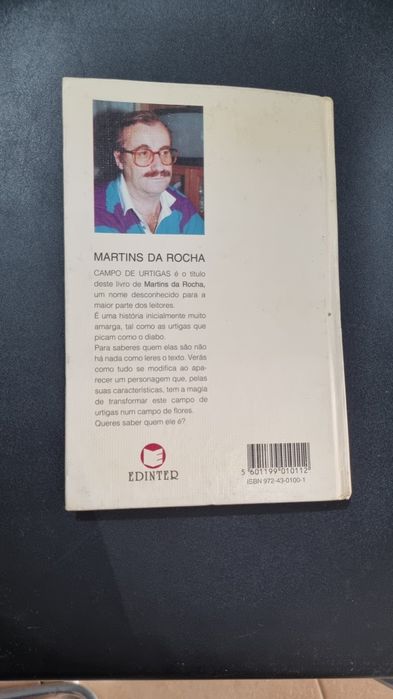 MARTINS DA ROCHA
CAMPO DE URTIGAS é o título
deste livro de Martins da Rocha,
um nome desconhecido para a
maior parte dos leitores.
É uma história inicialmente muito
amarga, tal como as urtigas que
picam como o diabo.
Para saberes quem elas são não
há nada como leres o texto. Verás
como tudo se modifica ao apa-
recer um personagem que, pelas
suas características, tem a magia
de transformar este campo de
urtigas num campo de flores.
Queres saber quem ele é?
EDINTER
5 601199 010112
ISBN 972-43-0100-1